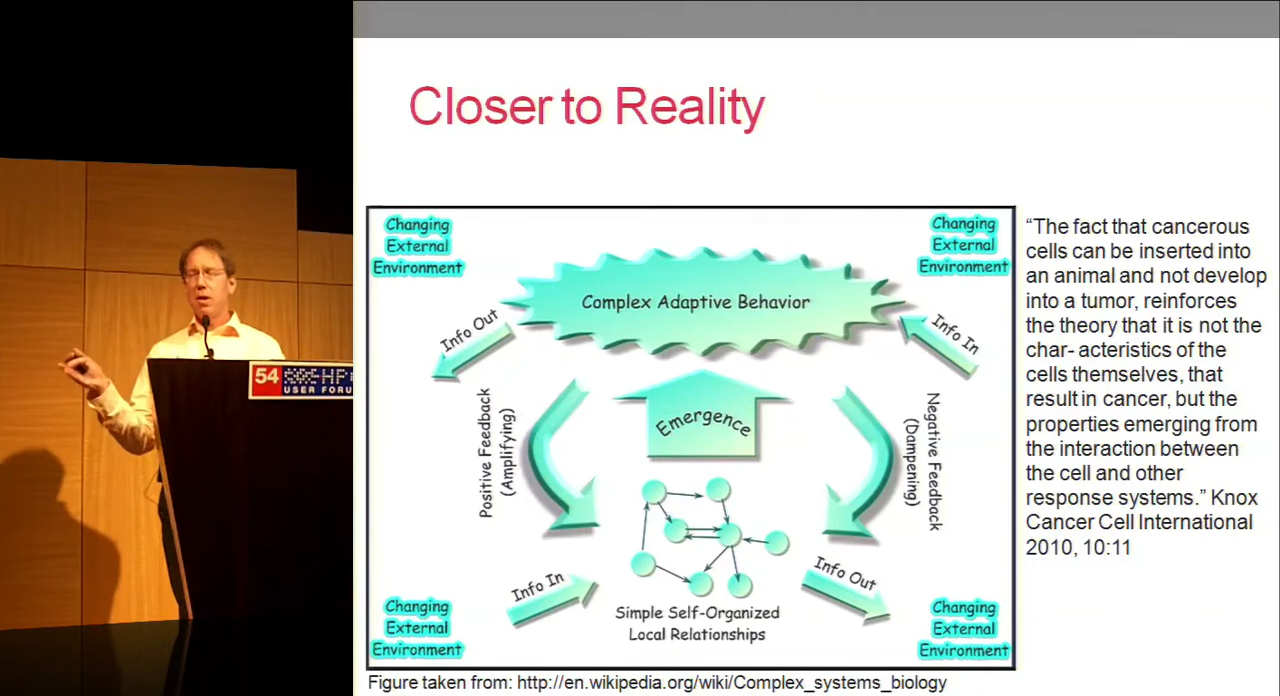 Closer to Reality
Changing
External
Environment
Changing
External
Environment
Complex Adaptive Behavior
Info Out
Info In
Positive Feedback
(Amplifying)
Emergence
Negative Feedback
(Dampening)
Info In
Info Out
Simple Self-Organized
Local Relationships
Changing
External
Environment
Changing
External
Environment
“The fact that cancerous
cells can be inserted into
an animal and not develop
into a tumor, reinforces
the theory that it is not the
char- acteristics of the
cells themselves, that
result in cancer, but the
properties emerging from
the interaction between
the cell and other
response systems.” Knox
Cancer Cell International
2010, 10:11
Figure taken from: http://en.wikipedia.org/wiki/Complex_systems_biology
54
USER FORU